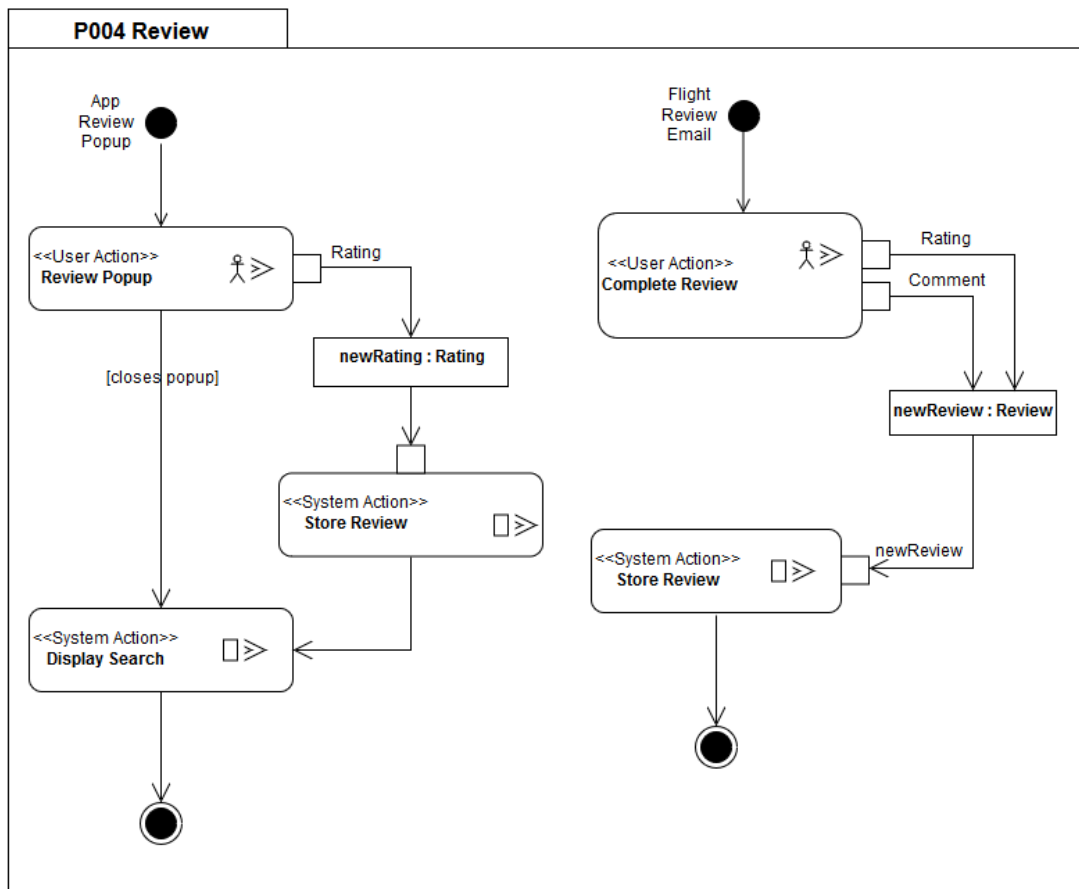 P004 Review
App
Review
Popup
<<User Action>>
Review Popup
Rating
newRating : Rating
[closes popup]
<<System Action>>
Store Review
<<System Action>>
Display Search
Flight
Review
Email
<<User Action>>
Complete Review
Rating
Comment
newReview : Review
newReview
<<System Action>>
Store Review